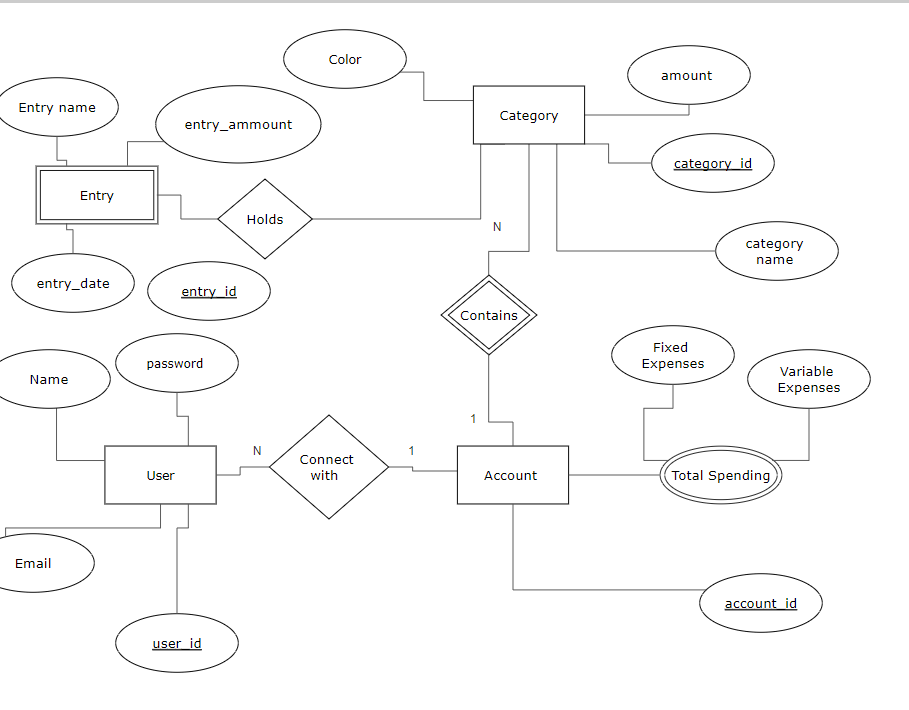 Color
amount
Entry name
entry_ammount
Category
category_id
Entry
Holds
N
category
name
entry_date
entry_id
Contains
Fixed
Expenses
password
Name
Variable
Expenses
1
N
1
Connect
with
User
Account
Total Spending
Email
account_id
user_id